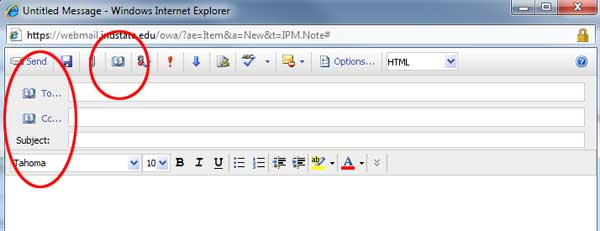 Untitled Message - Windows Internet Explorer
https://webmail.indstate.edu/owa/?ae=Item&a=New&t=IPM.Note#
Send Options... HTML
To...
Cc...
Subject:
Tahoma 10 B I U ab A